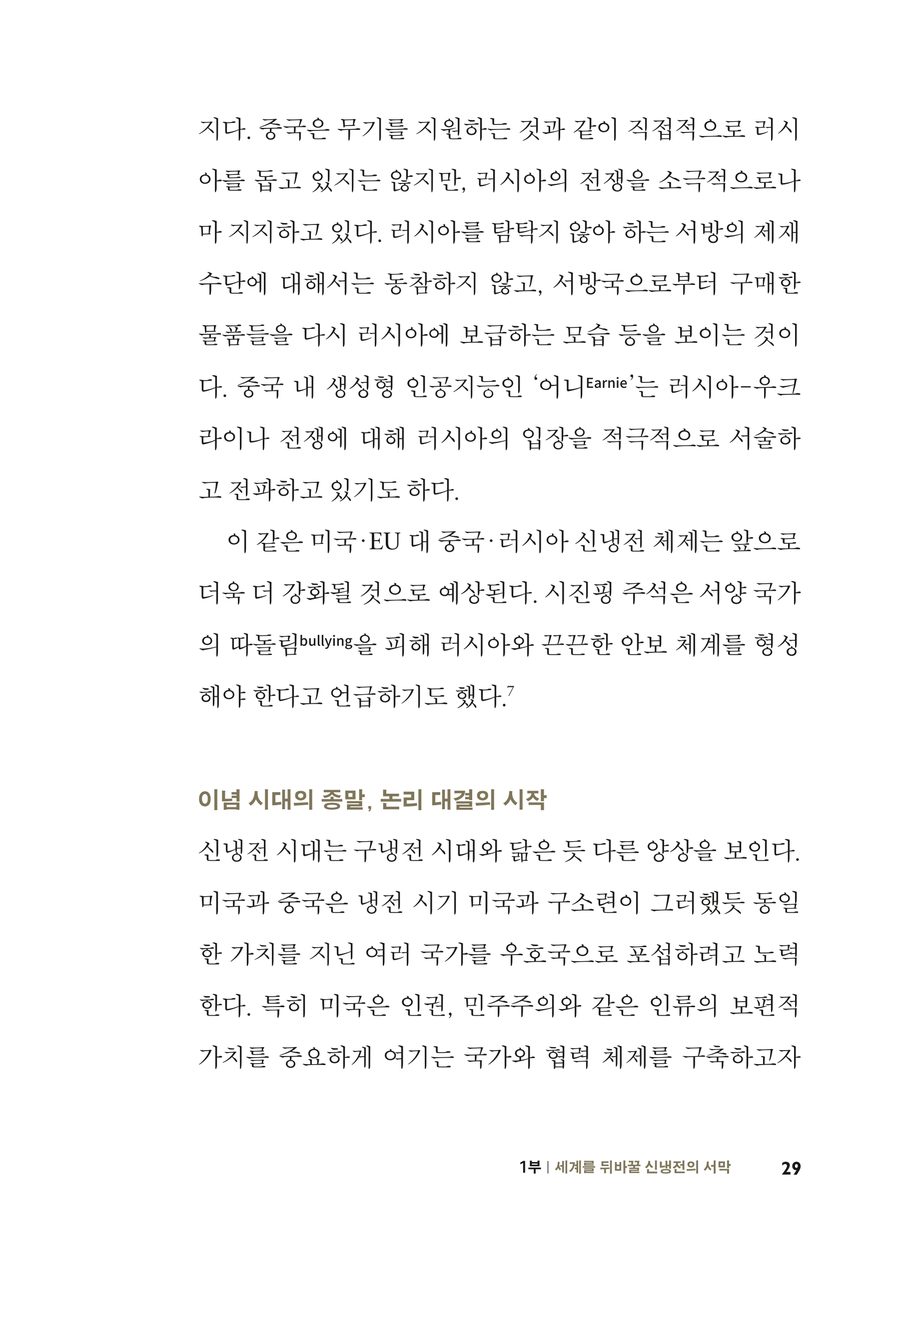 지다. 중국은 무기를 지원하는 것과 같이 직접적으로 러시
아를 돕고 있지는 않지만, 러시아의 전쟁을 소극적으로나
마 지지하고 있다. 러시아를 탐탁지 않아 하는 서방의 제재
수단에 대해서는 동참하지 않고, 서방국으로부터 구매한
물품들을 다시 러시아에 보급하는 모습 등을 보이는 것이
다. 중국 내 생성형 인공지능인 ‘어니Earnie’는 러시아-우크
라이나 전쟁에 대해 러시아의 입장을 적극적으로 서술하
고 전파하고 있기도 하다.
이 같은 미국·EU 대 중국·러시아 신냉전 체제는 앞으로
더욱 더 강화될 것으로 예상된다. 시진핑 주석은 서양 국가
의 따돌림bullying을 피해 러시아와 끈끈한 안보 체계를 형성
해야 한다고 언급하기도 했다.7
이념 시대의 종말, 논리 대결의 시작
신냉전 시대는 구냉전 시대와 닮은 듯 다른 양상을 보인다.
미국과 중국은 냉전 시기 미국과 구소련이 그러했듯 동일
한 가치를 지닌 여러 국가를 우호국으로 포섭하려고 노력
한다. 특히 미국은 인권, 민주주의와 같은 인류의 보편적
가치를 중요하게 여기는 국가와 협력 체제를 구축하고자
1부 | 세계를 뒤바꿀 신냉전의 서막 29